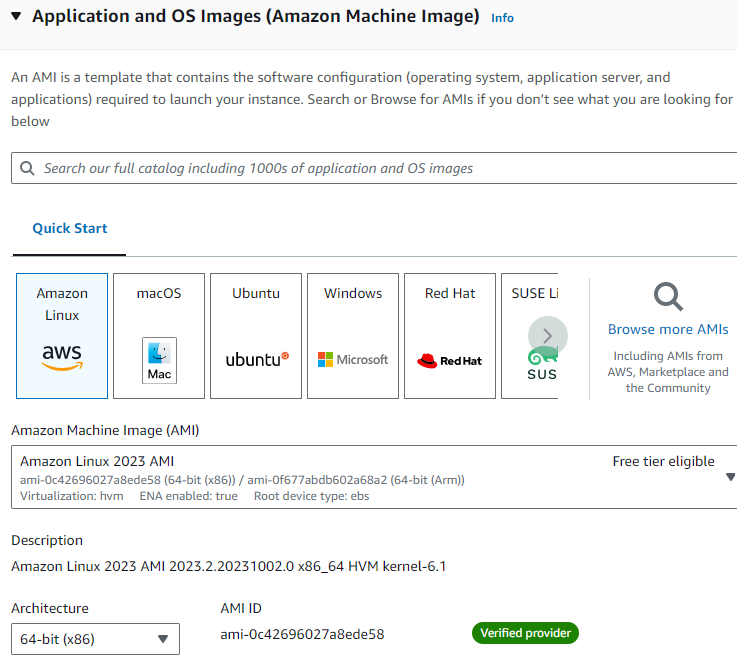 Application and OS Images (Amazon Machine Image) Info
An AMI is a template that contains the software configuration (operating system, application server, and
applications) required to launch your instance. Search or Browse for AMIs if you don't see what you are looking for
below
Search our full catalog including 1000s of application and OS images
Quick Start
Amazon
Linux
aws
macOS
Mac
Ubuntu
ubuntu
Windows
Microsoft
Red Hat
Red Hat
SUSE Li
SUS
Browse more AMIs
Including AMIs from
AWS, Marketplace and
the Community
Amazon Machine Image (AMI)
Amazon Linux 2023 AMI Free tier eligible
ami-0c42696027a8ede58 (64-bit (x86)) / ami-0f677abdb602a68a2 (64-bit (Arm))
Virtualization: hvm ENA enabled: true Root device type: ebs
Description
Amazon Linux 2023 AMI 2023.2.20231002.0 x86_64 HVM kernel-6.1
Architecture AMI ID
64-bit (x86) ami-0c42696027a8ede58 Verified provider